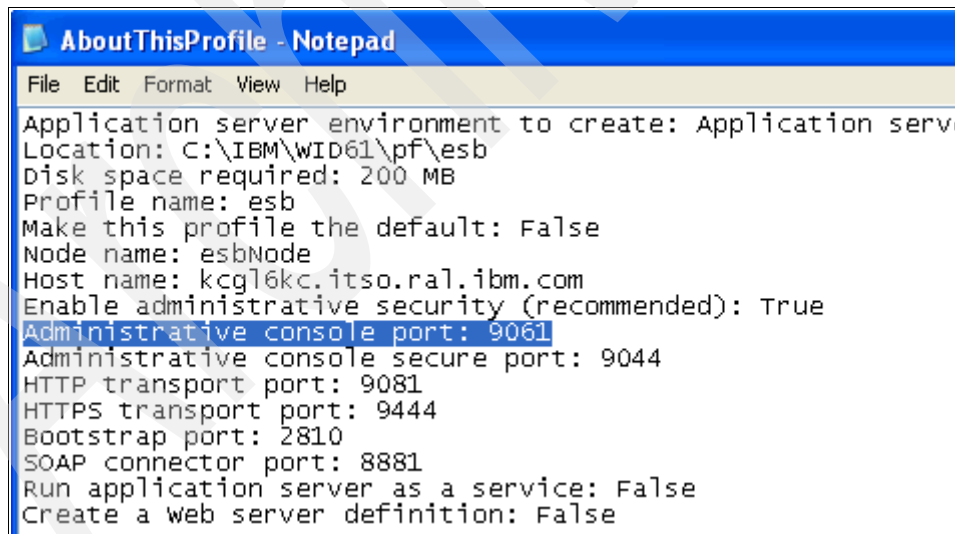 AboutThisProfile - Notepad
File Edit Format View Help
Application server environment to create: Application serv
Location: C:\IBM\WID61\pf\esb
Disk space required: 200 MB
Profile name: esb
Make this profile the default: False
Node name: esbNode
Host name: kcgl6kc.itso.ral.ibm.com
Enable administrative security (recommended): True
Administrative console port: 9061
Administrative console secure port: 9044
HTTP transport port: 9081
HTTPS transport port: 9444
Bootstrap port: 2810
SOAP connector port: 8881
Run application server as a service: False
Create a Web server definition: False